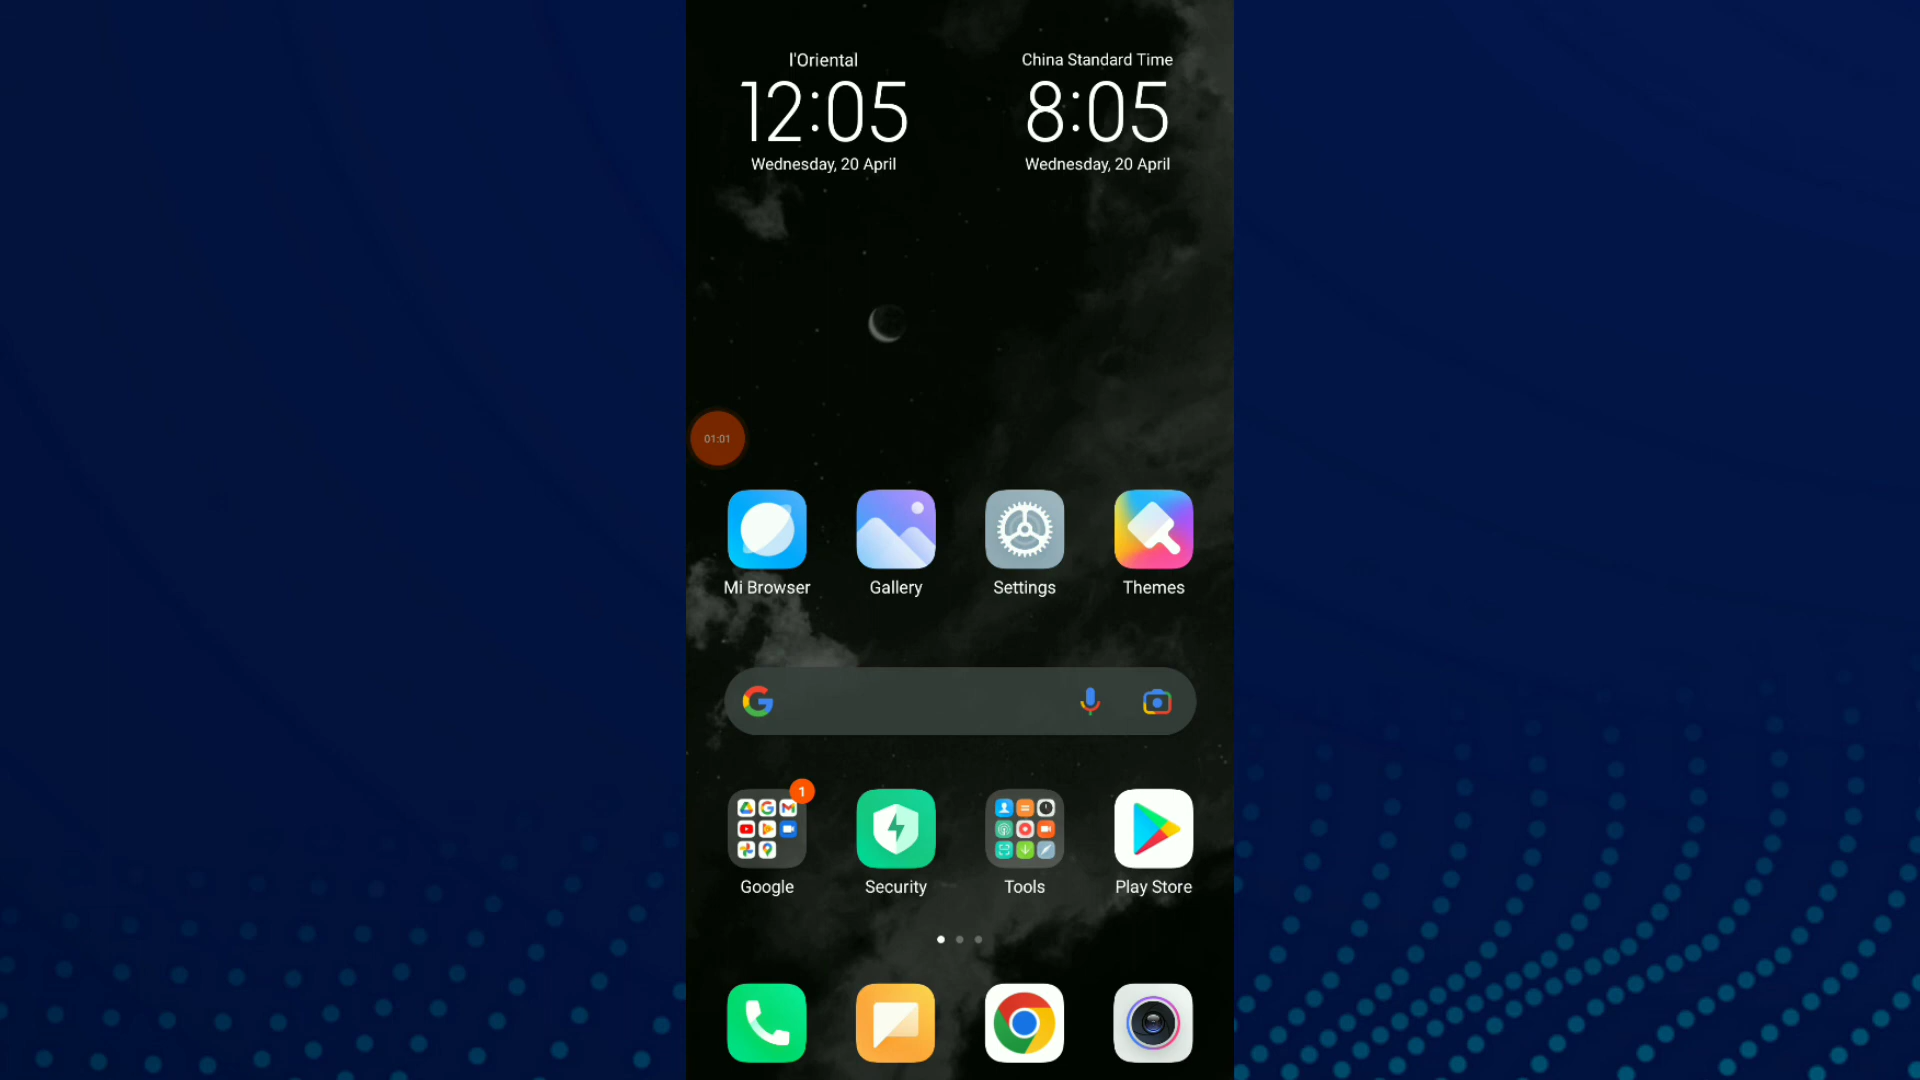 l'Oriental
12:05
Wednesday, 20 April
China Standard Time
8:05
Wednesday, 20 April
01:01
Mi Browser
Gallery
Settings
Themes
1
Google
Security
Tools
Play Store